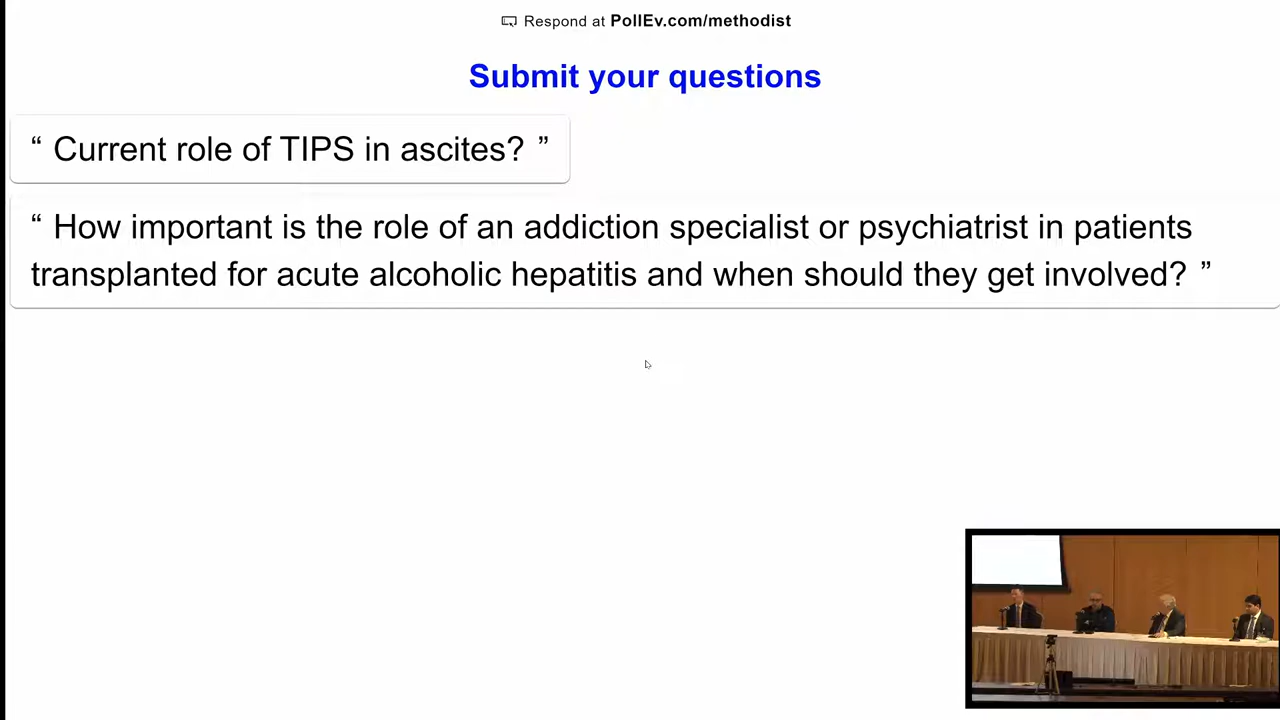 Respond at PollEv.com/methodist
Submit your questions
“ Current role of TIPS in ascites? ”
“ How important is the role of an addiction specialist or psychiatrist in patients
transplanted for acute alcoholic hepatitis and when should they get involved? ”